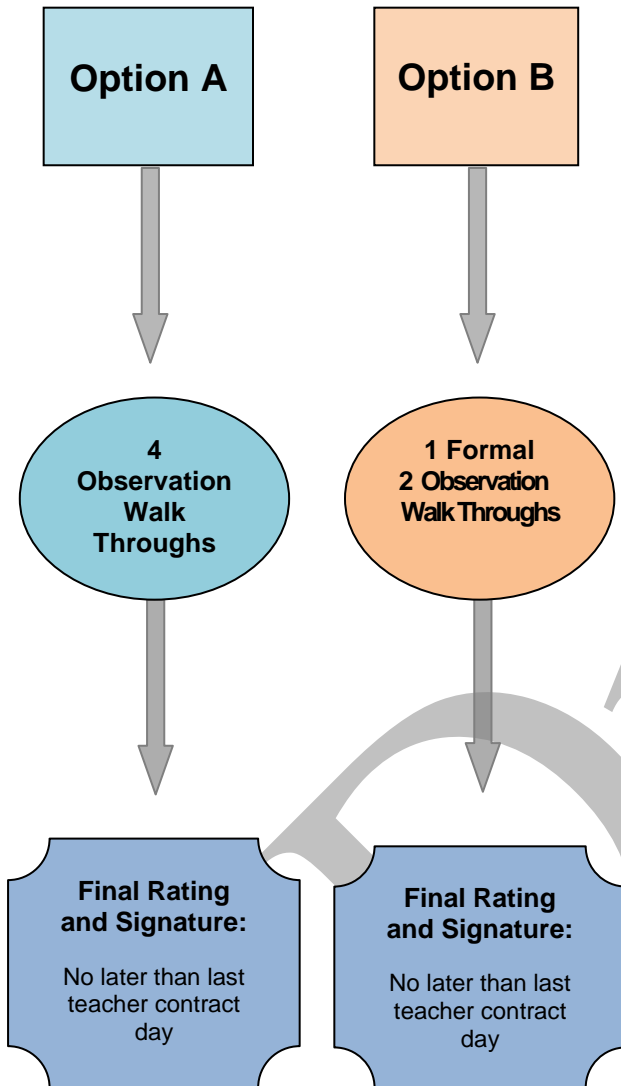 Option A
Option B
4
Observation
Walk
Throughs
1 Formal
2 Observation
Walk Throughs
Final Rating
and Signature:
No later than last
teacher contract
day
Final Rating
and Signature:
No later than last
teacher contract
day